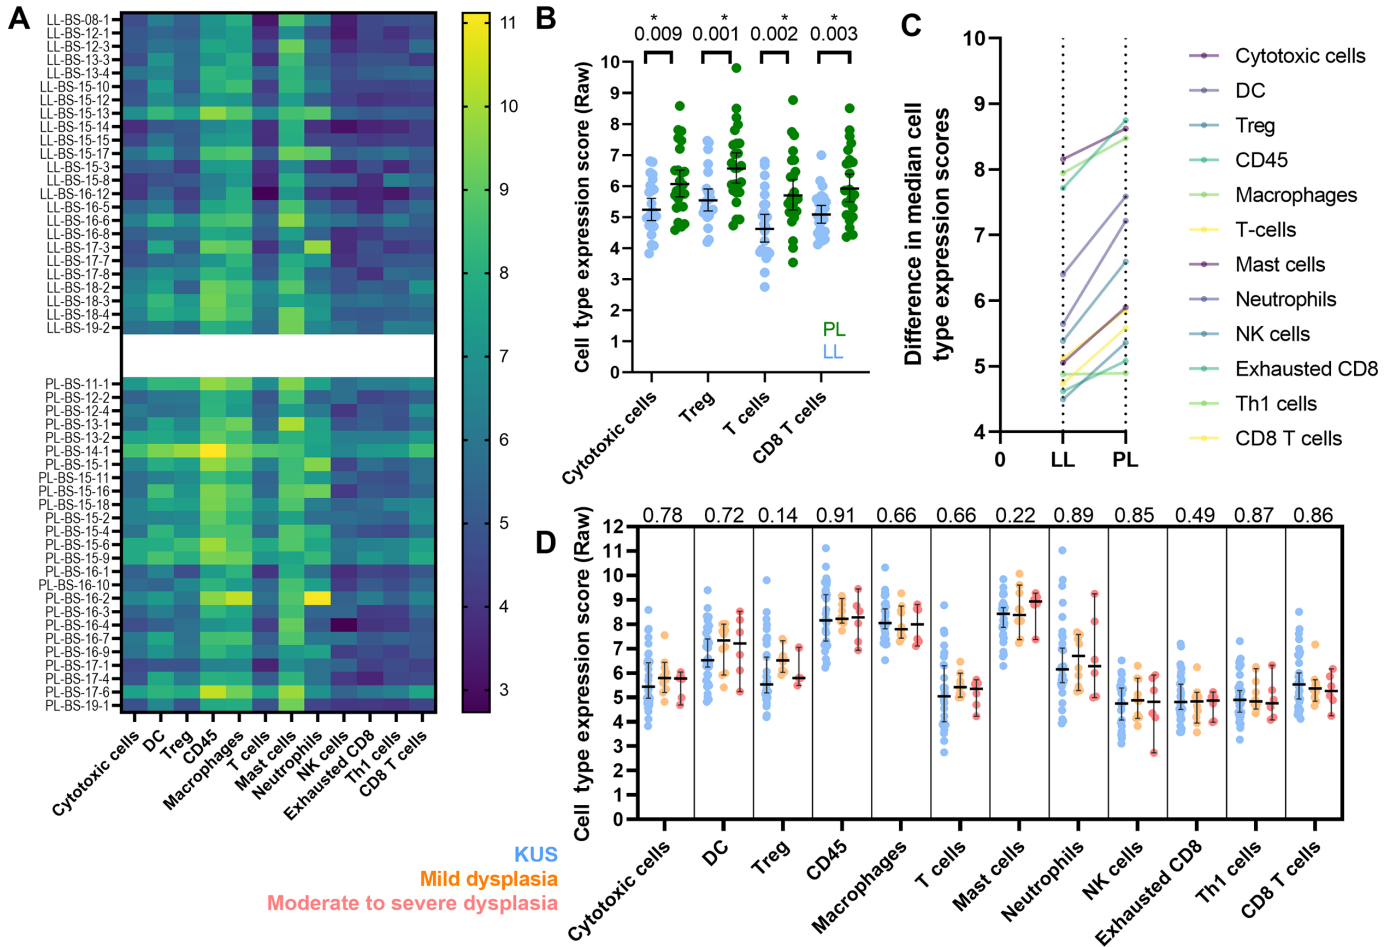 A
LL-BS-08-1
LL-BS-12-1
LL-BS-12-3
LL-BS-13-3
LL-BS-13-4
LL-BS-15-10
LL-BS-15-12
LL-BS-15-13
LL-BS-15-14
LL-BS-15-15
LL-BS-15-17
LL-BS-15-3
LL-BS-15-8
LL-BS-16-12
LL-BS-16-5
LL-BS-16-6
LL-BS-16-8
LL-BS-17-3
LL-BS-17-7
LL-BS-17-8
LL-BS-18-2
LL-BS-18-3
LL-BS-18-4
LL-BS-19-2
PL-BS-11-1
PL-BS-12-2
PL-BS-12-4
PL-BS-13-1
PL-BS-13-2
PL-BS-14-1
PL-BS-15-1
PL-BS-15-11
PL-BS-15-16
PL-BS-15-18
PL-BS-15-2
PL-BS-15-4
PL-BS-15-6
PL-BS-15-9
PL-BS-16-1
PL-BS-16-10
PL-BS-16-2
PL-BS-16-3
PL-BS-16-4
PL-BS-16-7
PL-BS-16-9
PL-BS-17-1
PL-BS-17-4
PL-BS-17-6
PL-BS-19-1
Cytotoxic cells
DC
Treg
CD45
Macrophages
T cells
Mast cells
Neutrophils
NK cells
Exhausted CD8
Th1 cells
CD8 T cells
11
10
9
8
7
6
5
4
3
B
* * * *
0.009 0.001 0.002 0.003
Cell type expression score (Raw)
10
9
8
7
6
5
4
3
2
1
0
PL
LL
Cytotoxic cells
Treg
T cells
CD8 T cells
C
Difference in median cell
type expression scores
10
9
8
7
6
5
4
0 LL PL
Cytotoxic cells
DC
Treg
CD45
Macrophages
T-cells
Mast cells
Neutrophils
NK cells
Exhausted CD8
Th1 cells
CD8 T cells
D
0.78 0.72 0.14 0.91 0.66 0.66 0.22 0.89 0.85 0.49 0.87 0.86
Cell type expression score (Raw)
12
11
10
9
8
7
6
5
4
3
2
1
0
Cytotoxic cells
DC
Treg
CD45
Macrophages
T cells
Mast cells
Neutrophils
NK cells
Exhausted CD8
Th1 cells
CD8 T cells
KUS
Mild dysplasia
Moderate to severe dysplasia